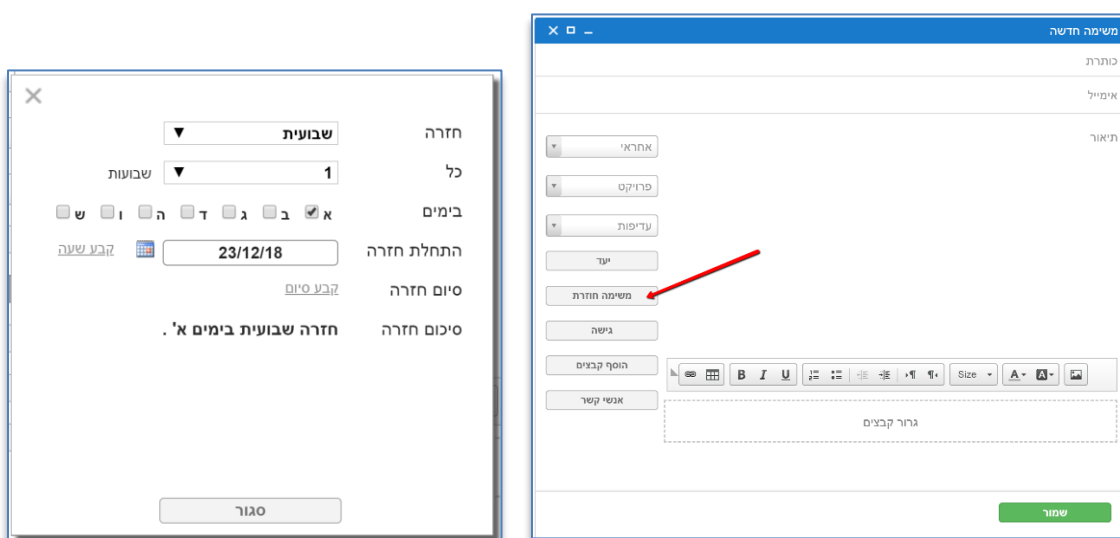 משימה חדשה
כותרת
אימייל
תיאור
אחראי
פרויקט
עדיפות
יעד
משימה חוזרת
גישה
הוסף קבצים
אנשי קשר
B I U Size A A
גרור קבצים
שמור
חזרה שבועית
כל 1 שבועות
בימים א ב ג ד ה ו ש
התחלת חזרה 23/12/18 קבע שעה
סיום חזרה קבע סיום
סיכום חזרה חזרה שבועית בימים א' .
סגור